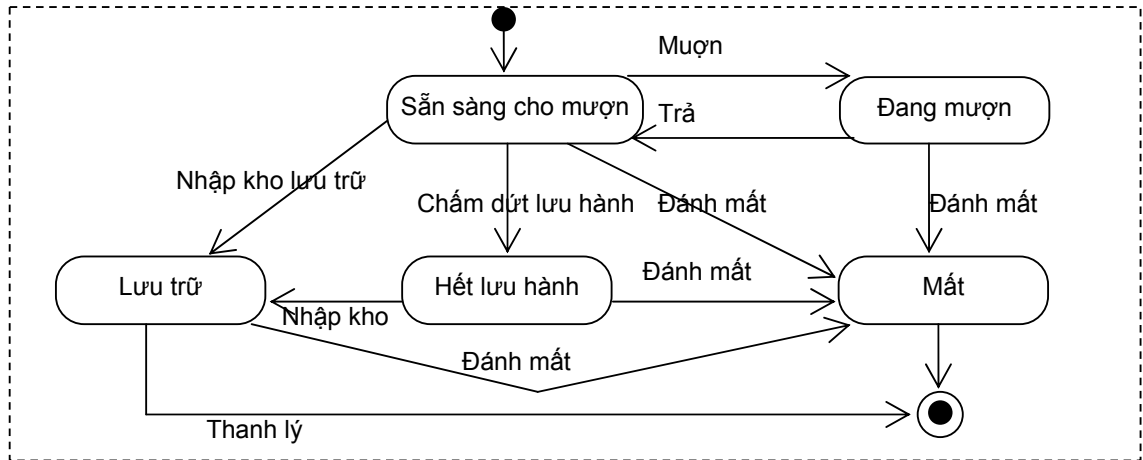 Muợn
Sẵn sàng cho mượn
Đang mượn
Trả
Nhập kho lưu trữ
Chấm dứt lưu hành
Đánh mất
Đánh mất
Lưu trữ
Hết lưu hành
Đánh mất
Mất
Nhập kho
Đánh mất
Thanh lý